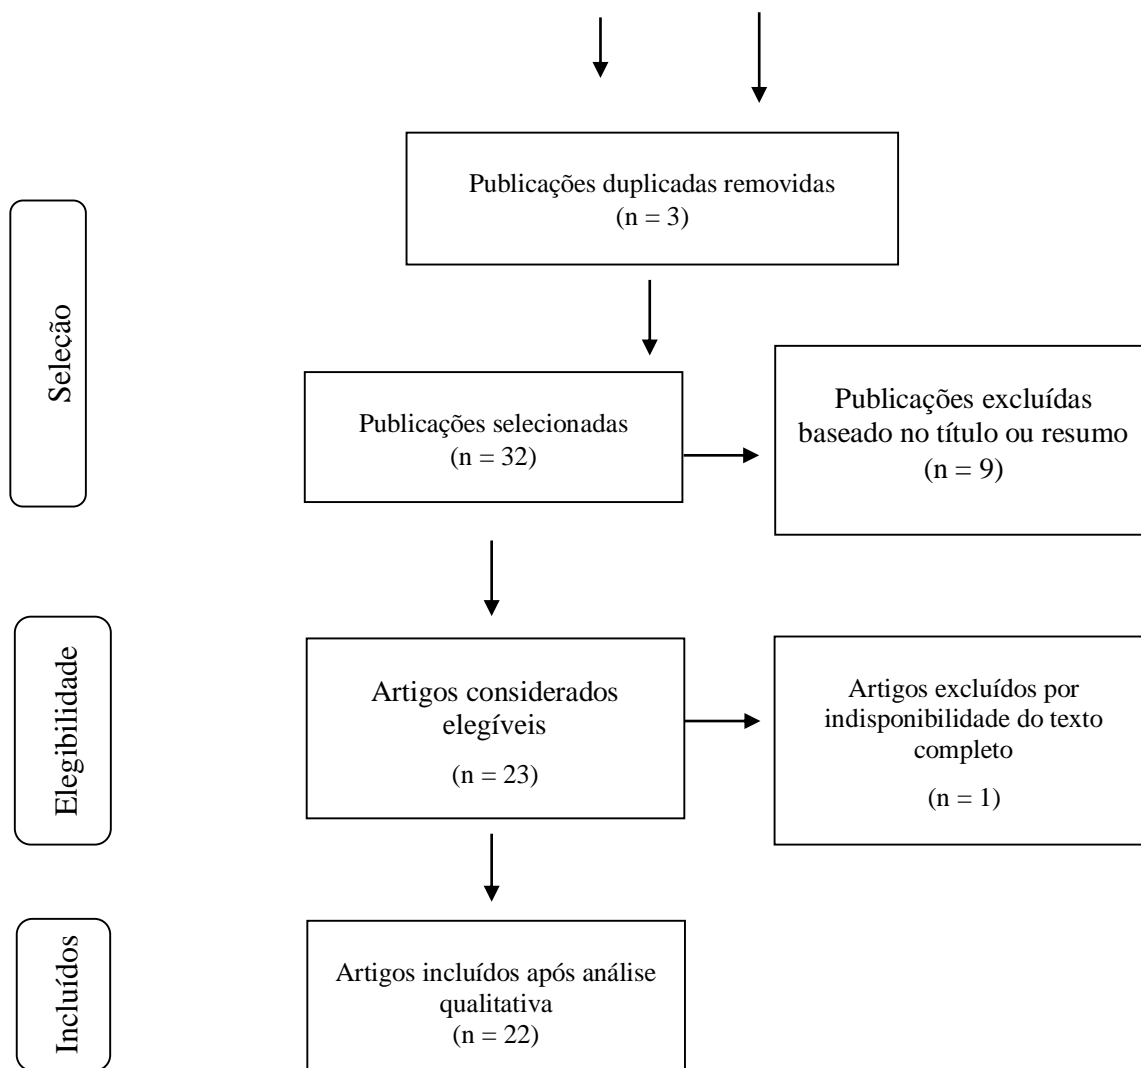 Publicações duplicadas removidas
(n = 3)
Seleção
Publicações selecionadas
(n = 32)
Publicações excluídas
baseado no título ou resumo
(n = 9)
Elegibilidade
Artigos considerados
elegíveis
(n = 23)
Artigos excluídos por
indisponibilidade do texto
completo
(n = 1)
Incluídos
Artigos incluídos após análise
qualitativa
(n = 22)